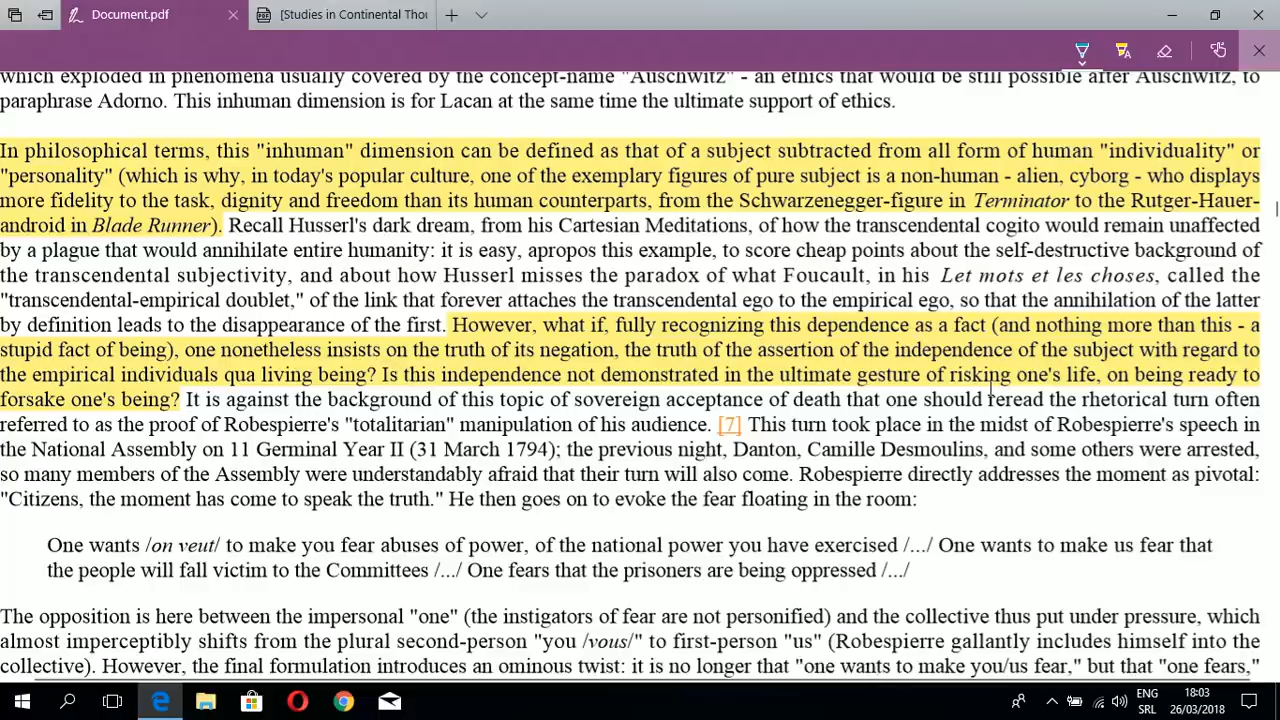 Document.pdf
[Studies in Continental Thou
which exploded in phenomena usually covered by the concept-name "Auschwitz" - an ethics that would be still possible after Auschwitz, to
paraphrase Adorno. This inhuman dimension is for Lacan at the same time the ultimate support of ethics.
In philosophical terms, this "inhuman" dimension can be defined as that of a subject subtracted from all form of human "individuality" or
"personality" (which is why, in today's popular culture, one of the exemplary figures of pure subject is a non-human - alien, cyborg - who displays
more fidelity to the task, dignity and freedom than its human counterparts, from the Schwarzenegger-figure in Terminator to the Rutger-Hauer-
android in Blade Runner). Recall Husserl's dark dream, from his Cartesian Meditations, of how the transcendental cogito would remain unaffected
by a plague that would annihilate entire humanity: it is easy, apropos this example, to score cheap points about the self-destructive background of
the transcendental subjectivity, and about how Husserl misses the paradox of what Foucault, in his Let mots et les choses, called the
"transcendental-empirical doublet," of the link that forever attaches the transcendental ego to the empirical ego, so that the annihilation of the latter
by definition leads to the disappearance of the first. However, what if, fully recognizing this dependence as a fact (and nothing more than this - a
stupid fact of being), one nonetheless insists on the truth of its negation, the truth of the assertion of the independence of the subject with regard to
the empirical individuals qua living being? Is this independence not demonstrated in the ultimate gesture of risking one's life, on being ready to
forsake one's being? It is against the background of this topic of sovereign acceptance of death that one should reread the rhetorical turn often
referred to as the proof of Robespierre's "totalitarian" manipulation of his audience. [7] This turn took place in the midst of Robespierre's speech in
the National Assembly on 11 Germinal Year II (31 March 1794); the previous night, Danton, Camille Desmoulins, and some others were arrested,
so many members of the Assembly were understandably afraid that their turn will also come. Robespierre directly addresses the moment as pivotal:
"Citizens, the moment has come to speak the truth." He then goes on to evoke the fear floating in the room:
One wants /on veut/ to make you fear abuses of power, of the national power you have exercised /.../ One wants to make us fear that
the people will fall victim to the Committees /.../ One fears that the prisoners are being oppressed /.../
The opposition is here between the impersonal "one" (the instigators of fear are not personified) and the collective thus put under pressure, which
almost imperceptibly shifts from the plural second-person "you /vous/" to first-person "us" (Robespierre gallantly includes himself into the
collective). However, the final formulation introduces an ominous twist: it is no longer that "one wants to make you/us fear," but that "one fears,"
ENG
SRL
18:03
26/03/2018